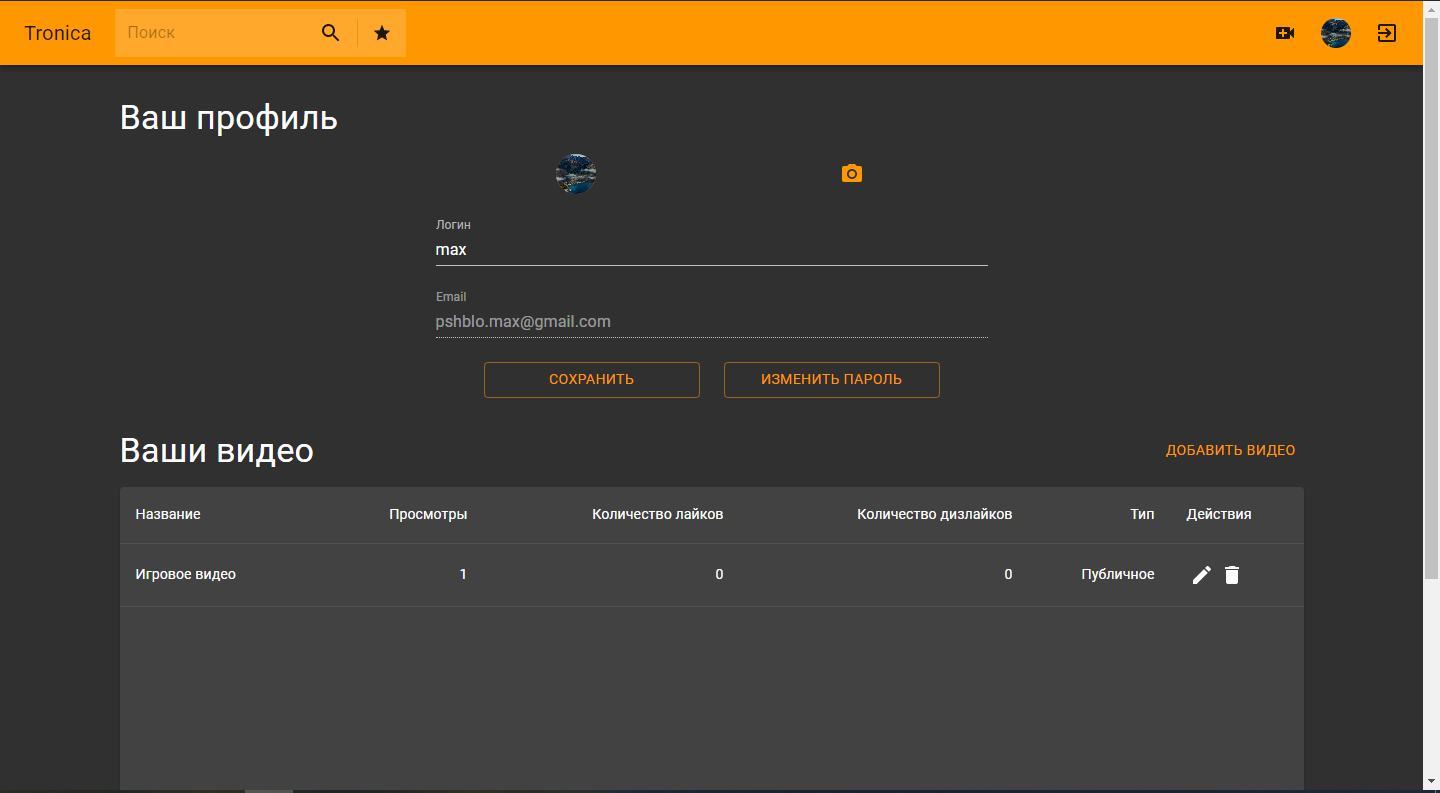 Tronica Поиск
Ваш профиль
Логин
max
Email
pshblo.max@gmail.com
СОХРАНИТЬ ИЗМЕНИТЬ ПАРОЛЬ
Ваши видео ДОБАВИТЬ ВИДЕО
Название Просмотры Количество лайков Количество дизлайков Тип Действия
Игровое видео 1 0 0 Публичное